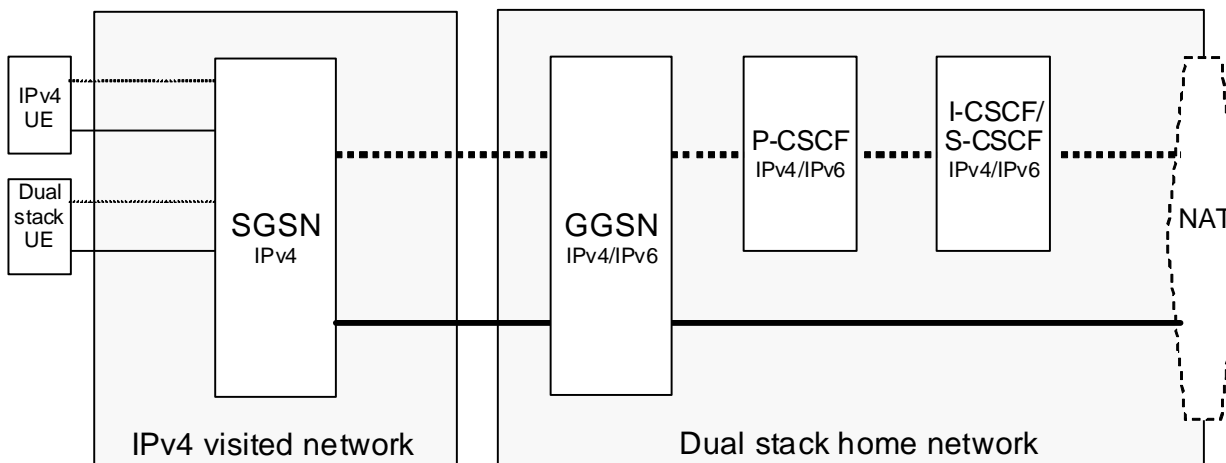 IPv4
UE
Dual
stack
UE
SGSN
IPv4
GGSN
IPv4/IPv6
P-CSCF
IPv4/IPv6
I-CSCF/
S-CSCF
IPv4/IPv6
NAT
IPv4 visited network
Dual stack home network